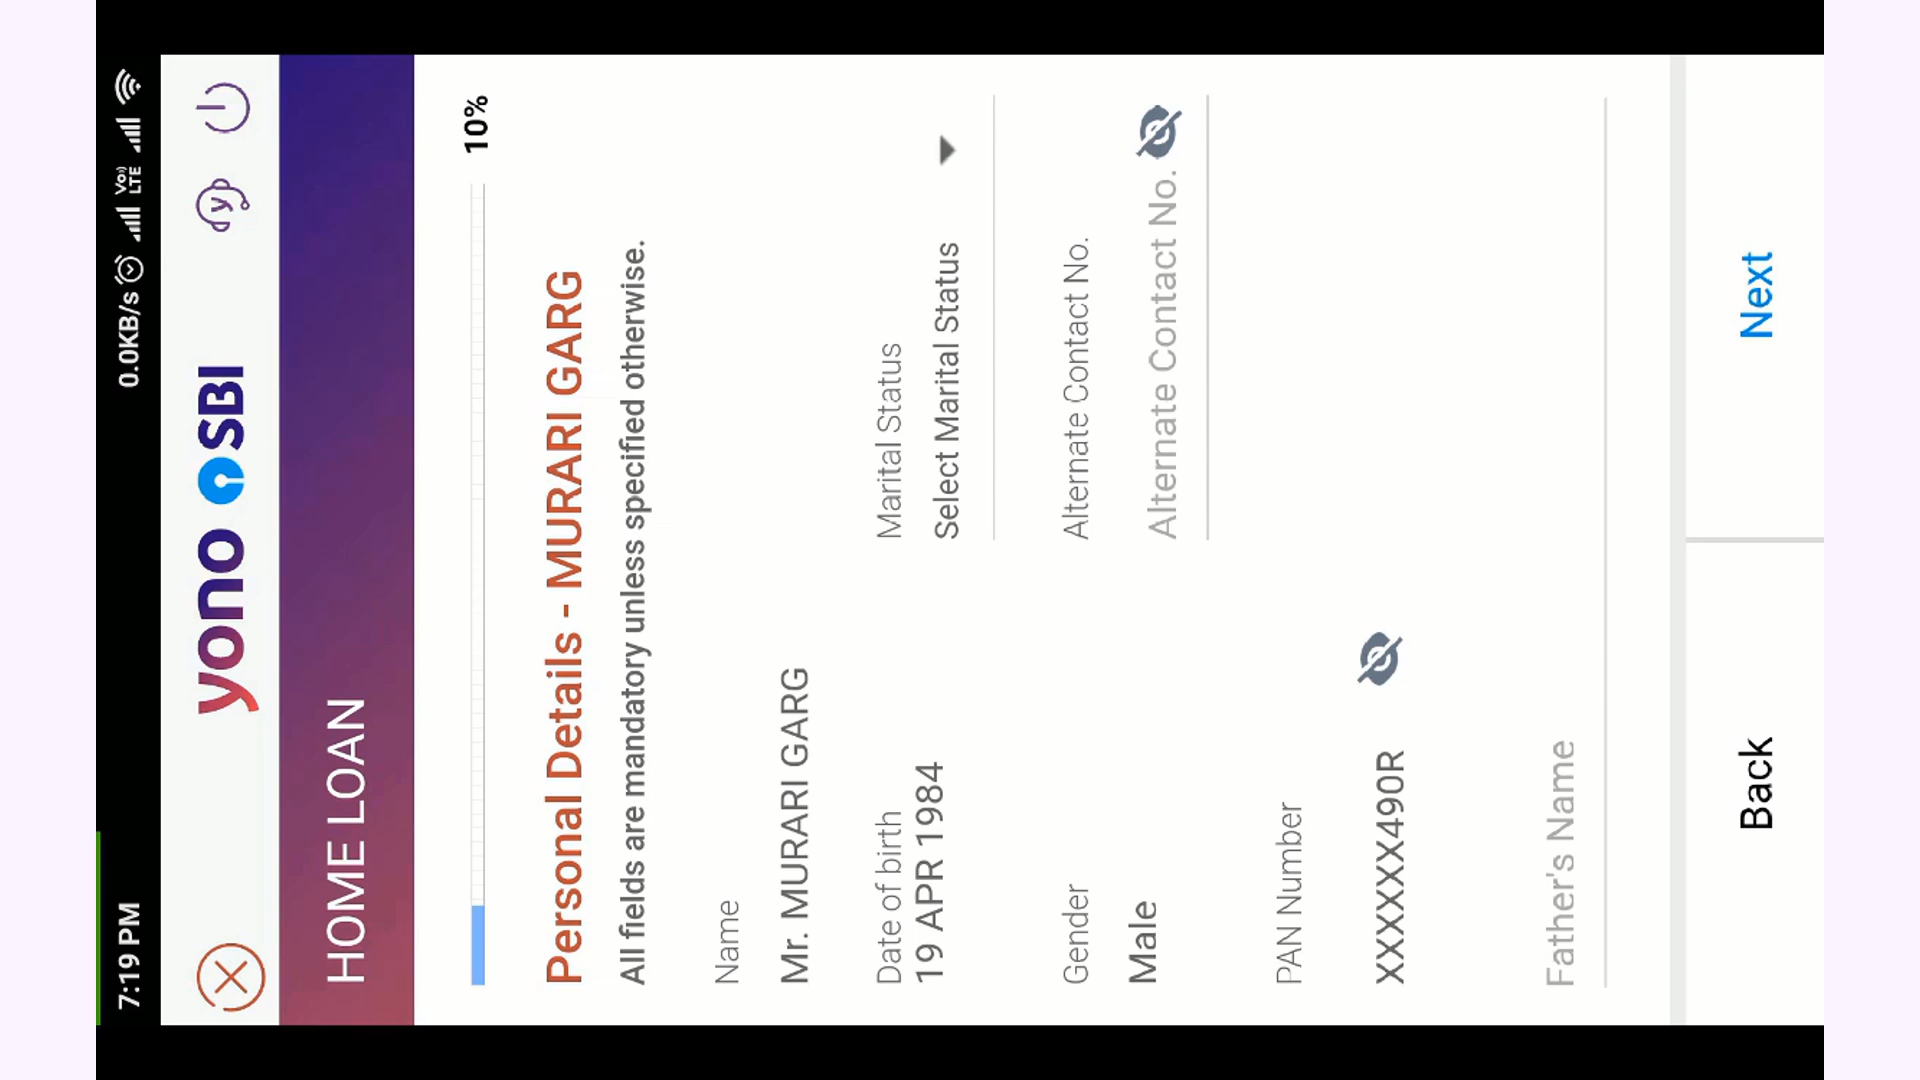 7:19 PM 0.0KB/s Vo) LTE
yono SBI
HOME LOAN
10%
Personal Details - MURARI GARG
All fields are mandatory unless specified otherwise.
Name
Mr. MURARI GARG
Date of birth Marital Status
19 APR 1984 Select Marital Status
Gender Alternate Contact No.
Male Alternate Contact No.
PAN Number
XXXXXX490R
Father's Name
Back Next